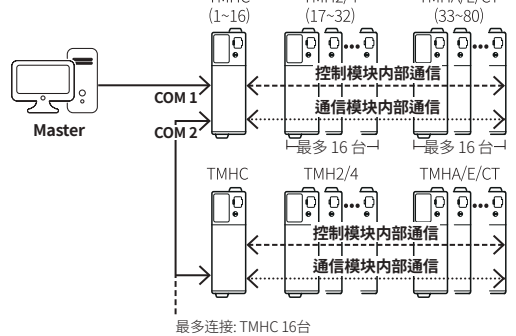 TMHC TMH2/4 TMHA/E/CT
(1~16) (17~32) (33~80)
控制模块内部通信
COM 1
通信模块内部通信
Master
COM 2
最多 16 台 最多 16 台
TMHC TMH2/4 TMHA/E/CT
控制模块内部通信
通信模块内部通信
最多连接: TMHC 16台